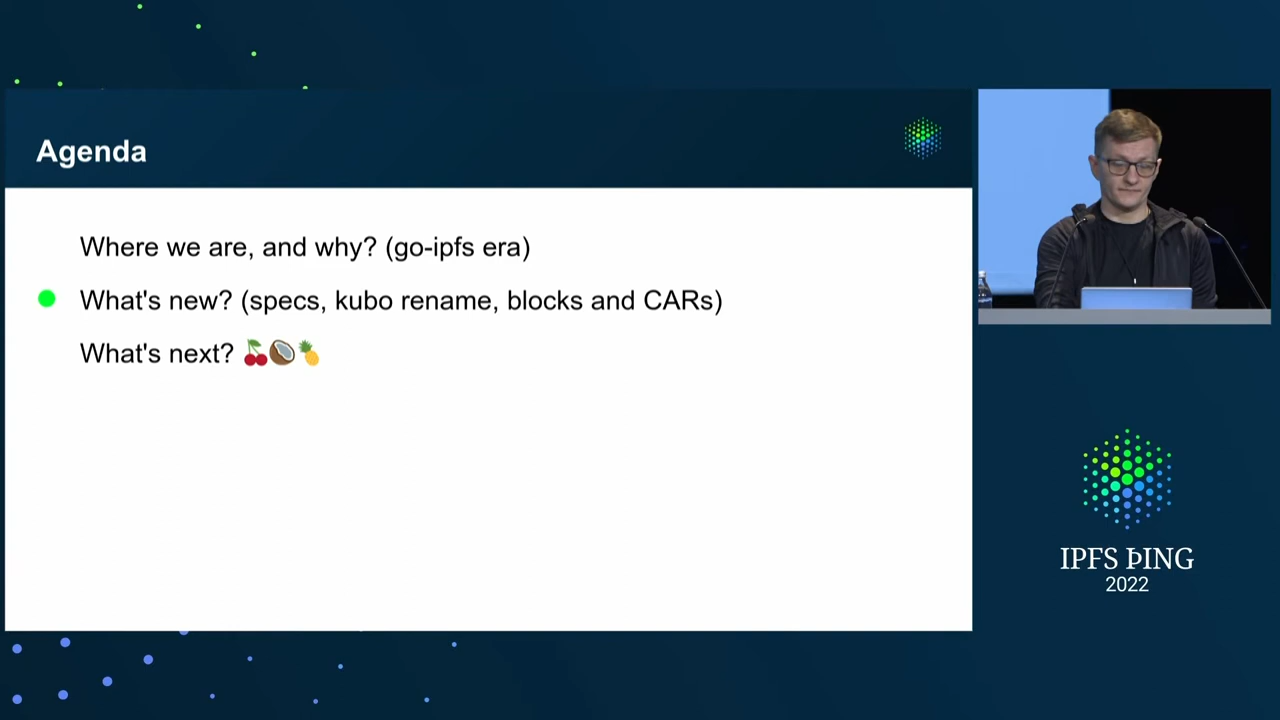 Agenda
Where we are, and why? (go-ipfs era)
What's new? (specs, kubo rename, blocks and CARs)
What's next? 🍒🥥🍍
IPFS ÞING
2022